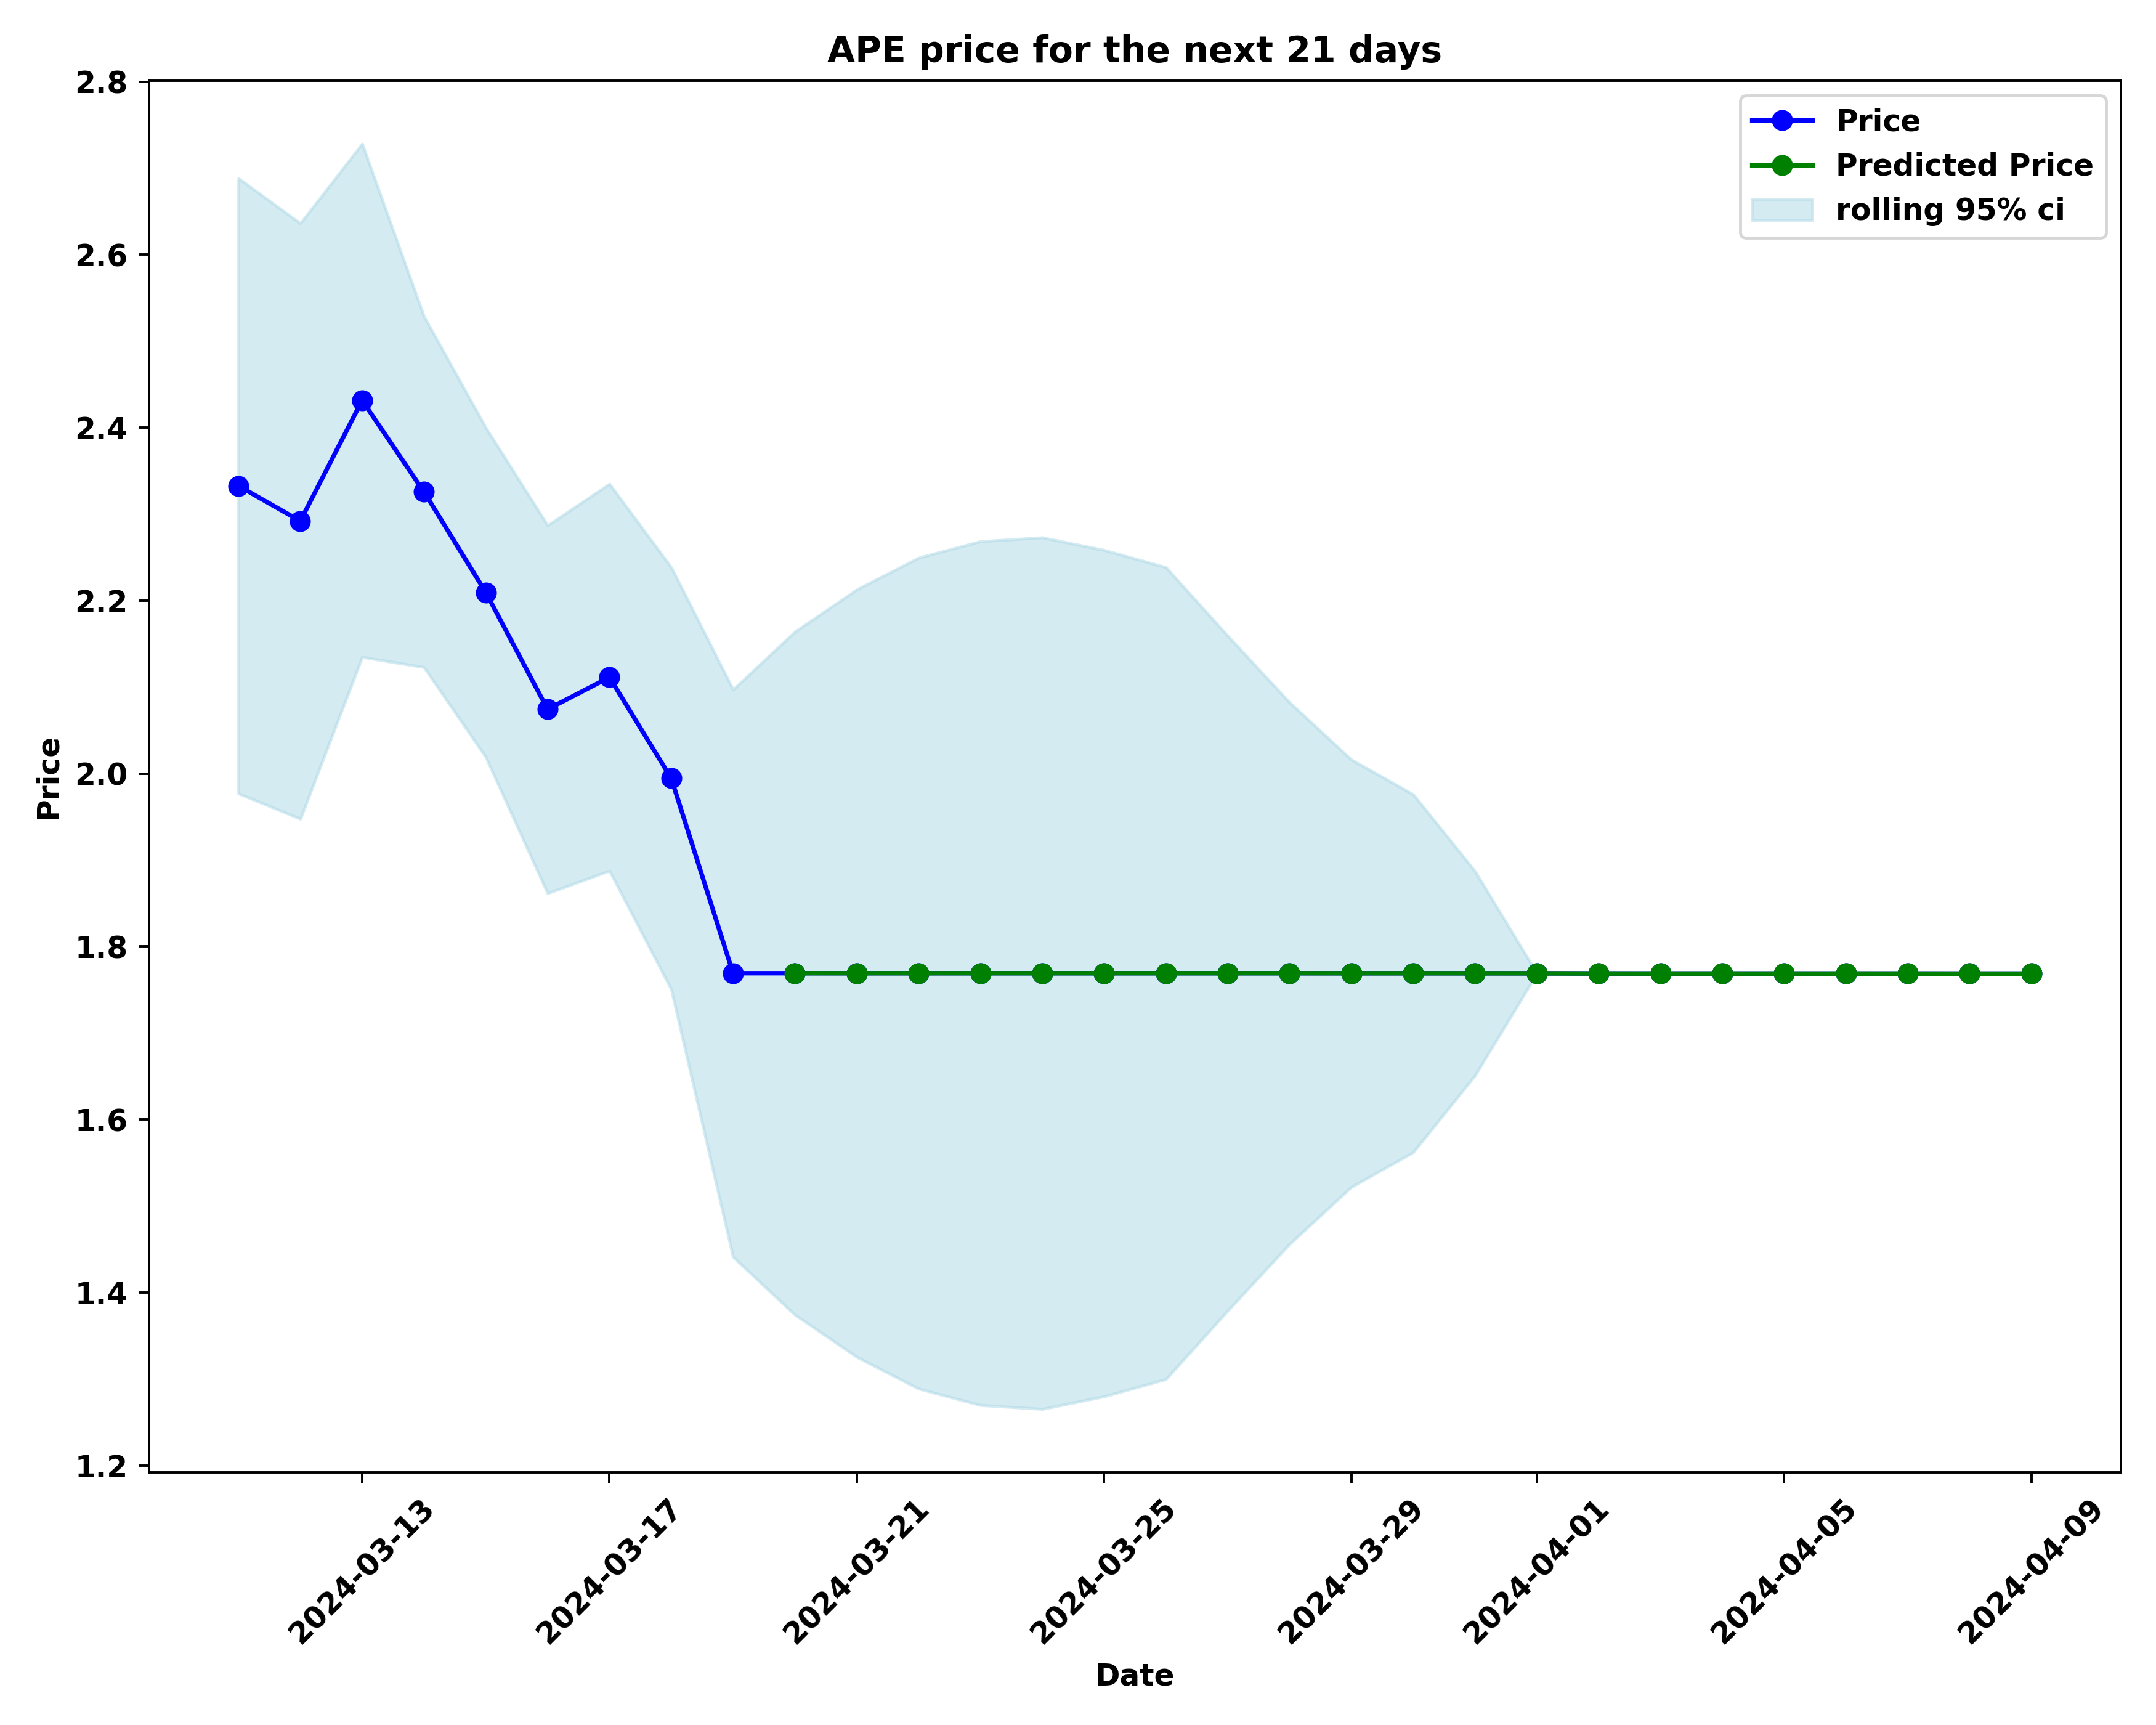 APE price for the next 21 days
2.8
2.6
2.4
2.2
2.0
1.8
1.6
1.4
1.2
Price
Price
Predicted Price
rolling 95% ci
2024-03-13
2024-03-17
2024-03-21
2024-03-25
2024-03-29
2024-04-01
2024-04-05
2024-04-09
Date